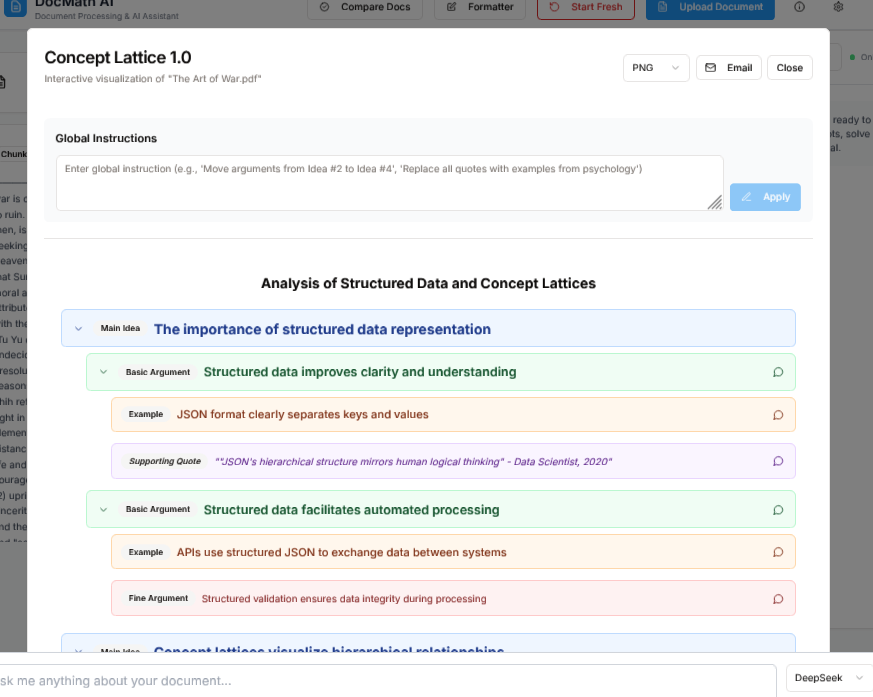 DocMath AI
Document Processing & AI Assistant
Compare Docs
Formatter
Start Fresh
Upload Document
Concept Lattice 1.0
Interactive visualization of "The Art of War.pdf"
PNG
Email
Close
On
ready to
solve
Global Instructions
Enter global instruction (e.g., 'Move arguments from Idea #2 to Idea #4', 'Replace all quotes with examples from psychology')
Apply
Chunk
Analysis of Structured Data and Concept Lattices
Main Idea The importance of structured data representation
Basic Argument Structured data improves clarity and understanding
Example JSON format clearly separates keys and values
Supporting Quote ""JSON's hierarchical structure mirrors human logical thinking" - Data Scientist, 2020"
Basic Argument Structured data facilitates automated processing
Example APIs use structured JSON to exchange data between systems
Fine Argument Structured validation ensures data integrity during processing
Main Idea Concept lattices visualize hierarchical relationships
sk me anything about your document...
DeepSeek